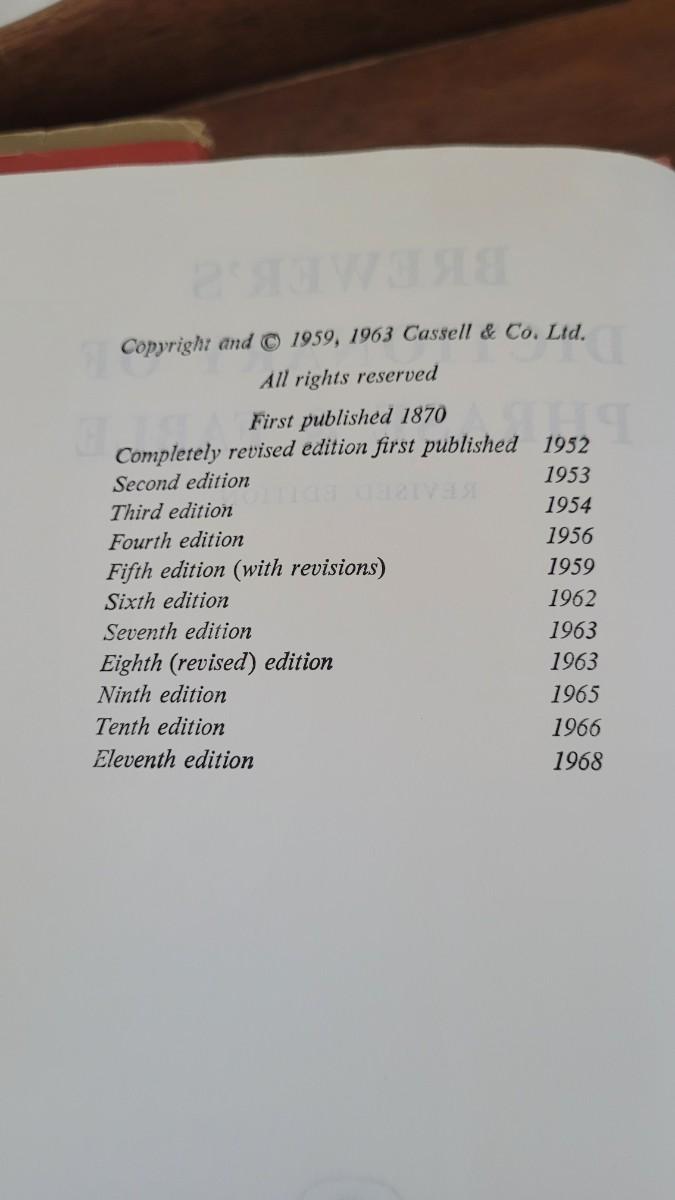 Copyright and © 1959, 1963 Cassell & Co. Ltd.
All rights reserved
First published 1870
Completely revised edition first published 1952
Second edition 1953
Third edition 1954
Fourth edition 1956
Fifth edition (with revisions) 1959
Sixth edition 1962
Seventh edition 1963
Eighth (revised) edition 1963
Ninth edition 1965
Tenth edition 1966
Eleventh edition 1968